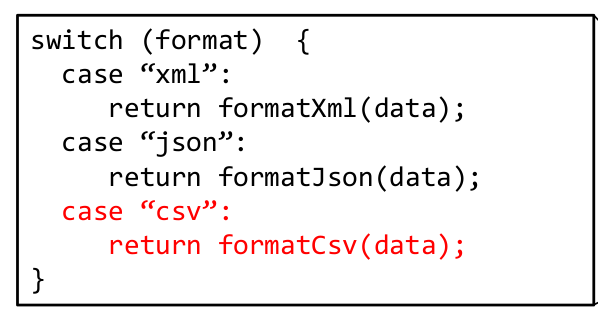 switch (format)  {
  case “xml”:
     return formatXml(data);
  case “json”:
     return formatJson(data);
  case “csv”:
     return formatCsv(data);
}